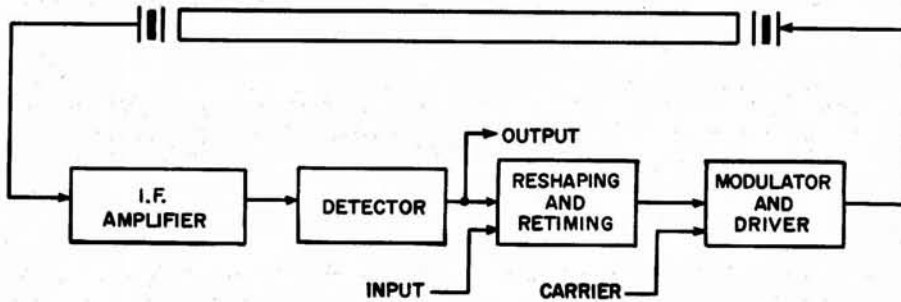 OUTPUT
I.F.
AMPLIFIER
DETECTOR
RESHAPING
AND
RETIMING
MODULATOR
AND
DRIVER
INPUT
CARRIER